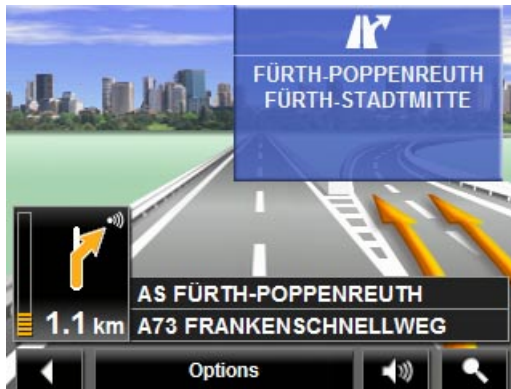 FÜRTH-POPPENREUTH
FÜRTH-STADTMITTE
AS FÜRTH-POPPENREUTH
1.1 km
A73 FRANKENSCHNELLWEG
Options